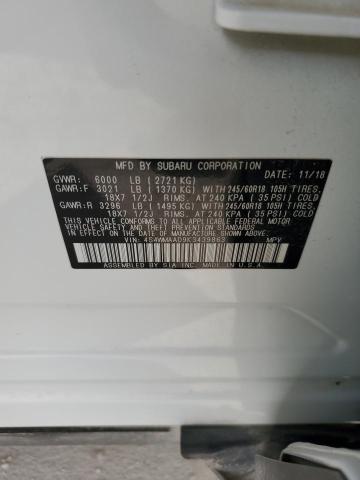 MFD BY SUBARU CORPORATION DATE: 11/18
GVWR: 6000 LB (2721 KG)
GAWR:F 3021 LB (1370 KG) WITH 245/60R18 105H TIRES,
18X7 1/2J RIMS, AT 240 KPA (35 PSI) COLD
GAWR:R 3296 LB (1495 KG) WITH 245/60R18 105H TIRES,
18X7 1/2J RIMS, AT 240 KPA (35 PSI) COLD
THIS VEHICLE CONFORMS TO ALL APPLICABLE FEDERAL MOTOR
VEHICLE SAFETY AND THEFT PREVENTION STANDARDS
IN EFFECT ON THE DATE OF MANUFACTURE SHOWN ABOVE.
VIN: 4S4WMAAD9K3439863 MPV
ASSEMBLED BY SIA INC. MADE IN U.S.A.